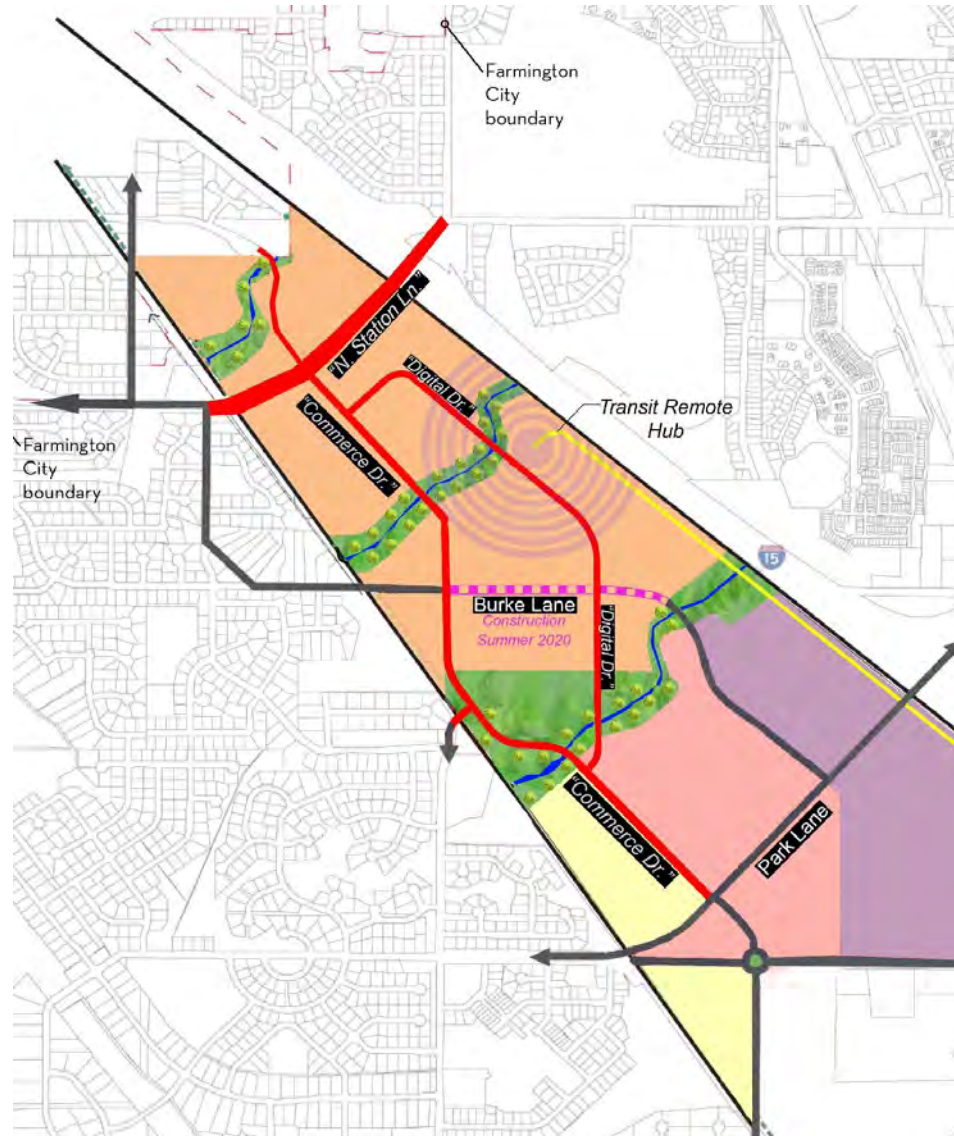 Farmington
City
boundary
"N. Station Ln."
"Digital Dr."
Transit Remote
Hub
"Commerce Dr."
Farmington
City
boundary
15
Burke Lane
Construction
Summer 2020
"Digital Dr."
"Commerce Dr."
Park Lane